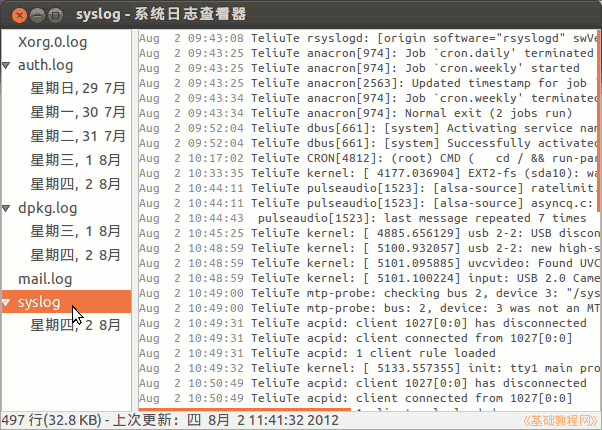 syslog - 系统日志查看器
Xorg.0.log
auth.log
星期日, 29 7月
星期一, 30 7月
星期二, 31 7月
星期三, 1 8月
星期四, 2 8月
dpkg.log
星期三, 1 8月
星期四, 2 8月
mail.log
syslog
星期四, 2 8月
Aug 2 09:43:08 TeliuTe rsyslogd: [origin software="rsyslogd" swVe
Aug 2 09:43:25 TeliuTe anacron[974]: Job `cron.daily' terminated
Aug 2 09:43:25 TeliuTe anacron[974]: Job `cron.weekly' started
Aug 2 09:43:25 TeliuTe anacron[2563]: Updated timestamp for job `
Aug 2 09:43:34 TeliuTe anacron[974]: Job `cron.weekly' terminated
Aug 2 09:43:34 TeliuTe anacron[974]: Normal exit (2 jobs run)
Aug 2 09:52:04 TeliuTe dbus[661]: [system] Activating service nam
Aug 2 09:52:04 TeliuTe dbus[661]: [system] Successfully activated
Aug 2 10:17:02 TeliuTe CRON[4812]: (root) CMD ( cd / && run-par
Aug 2 10:33:35 TeliuTe kernel: [ 4177.036904] EXT2-fs (sda10): wa
Aug 2 10:44:11 TeliuTe pulseaudio[1523]: [alsa-source] ratelimit.
Aug 2 10:44:11 TeliuTe pulseaudio[1523]: [alsa-source] asyncq.c:
Aug 2 10:44:43 pulseaudio[1523]: last message repeated 7 times
Aug 2 10:45:25 TeliuTe kernel: [ 4885.656129] usb 2-2: USB discon
Aug 2 10:48:59 TeliuTe kernel: [ 5100.932057] usb 2-2: new high-s
Aug 2 10:48:59 TeliuTe kernel: [ 5101.095885] uvcvideo: Found UVC
Aug 2 10:48:59 TeliuTe kernel: [ 5101.100224] input: USB 2.0 Came
Aug 2 10:49:00 TeliuTe mtp-probe: checking bus 2, device 3: "/sys
Aug 2 10:49:00 TeliuTe mtp-probe: bus: 2, device: 3 was not an MT
Aug 2 10:49:31 TeliuTe acpid: client 1027[0:0] has disconnected
Aug 2 10:49:31 TeliuTe acpid: client connected from 1027[0:0]
Aug 2 10:49:31 TeliuTe acpid: 1 client rule loaded
Aug 2 10:49:32 TeliuTe kernel: [ 5133.557355] init: tty1 main pro
Aug 2 10:50:49 TeliuTe acpid: client 1027[0:0] has disconnected
Aug 2 10:50:49 TeliuTe acpid: client connected from 1027[0:0]
497 行(32.8 KB) - 上次更新：四 8月 2 11:41:32 2012
《基础教程网》